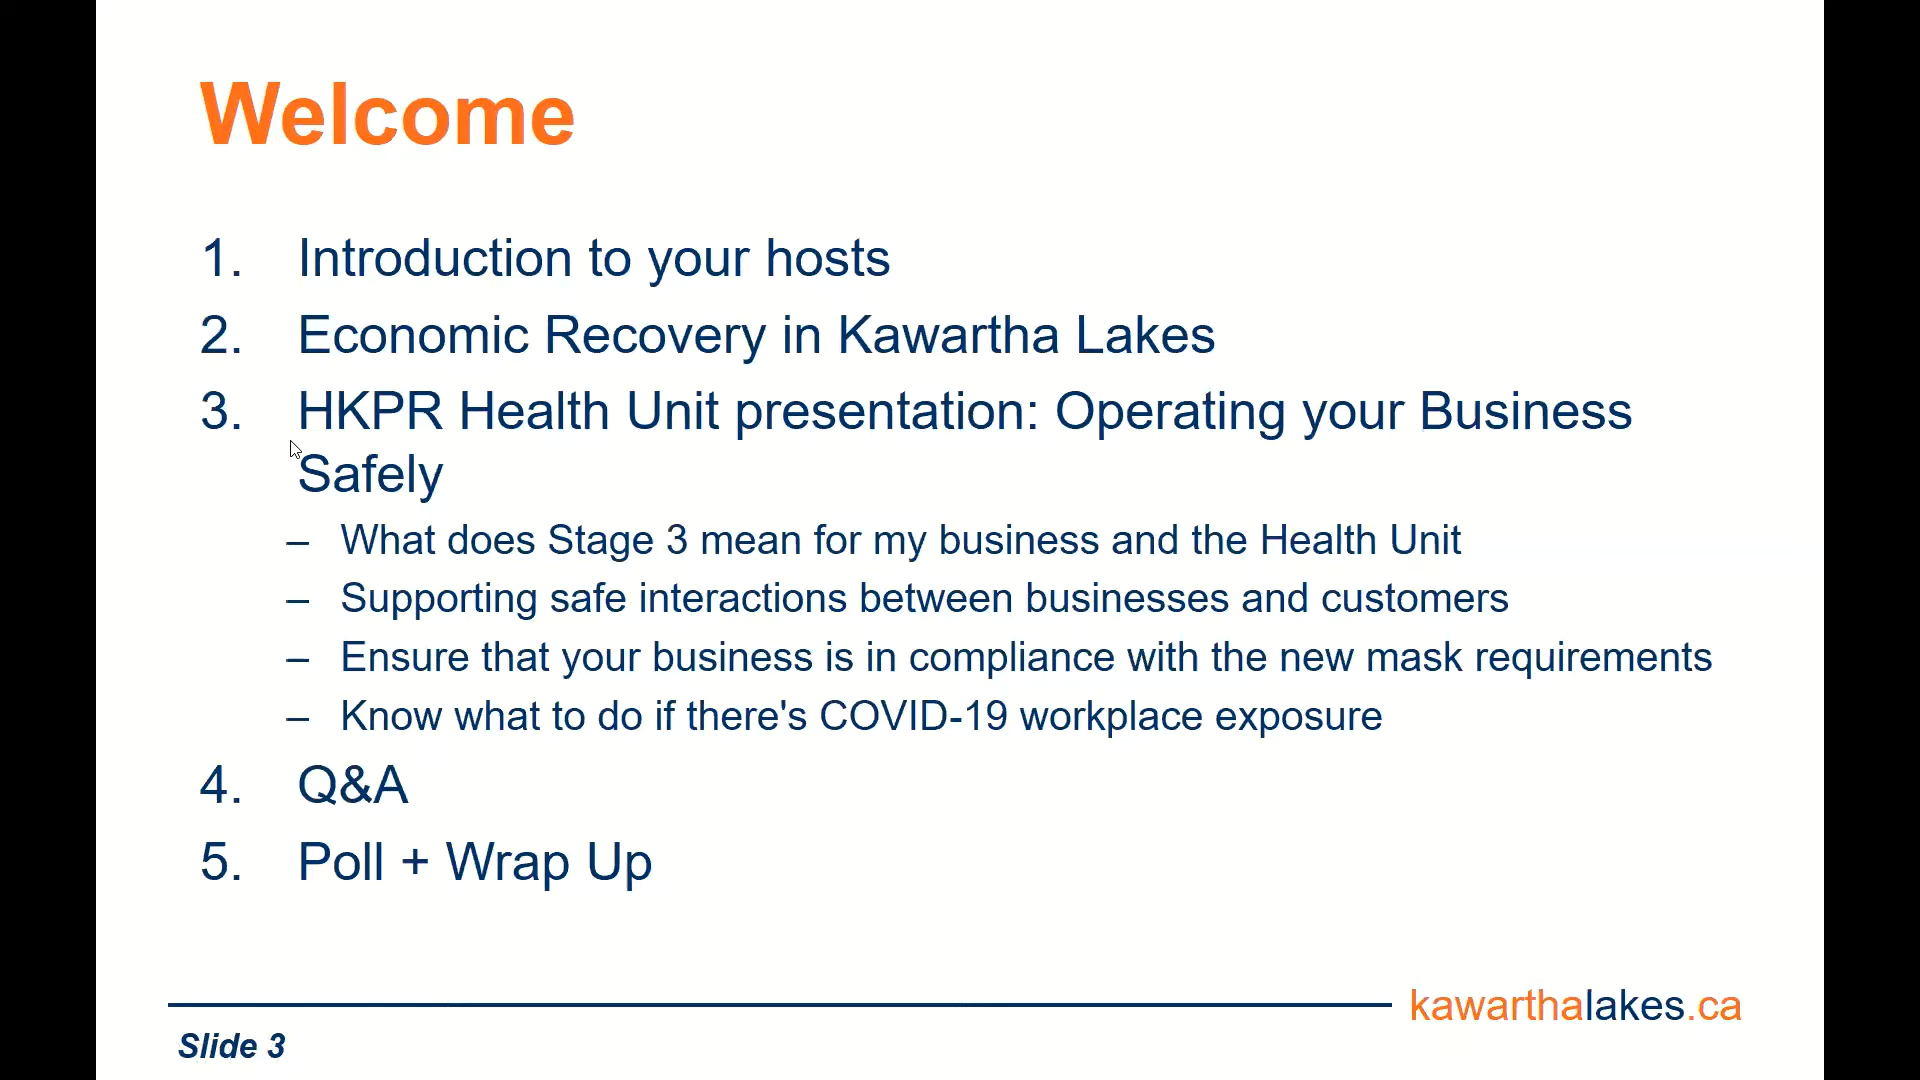 Welcome
1. Introduction to your hosts
2. Economic Recovery in Kawartha Lakes
3. HKPR Health Unit presentation: Operating your Business
Safely
– What does Stage 3 mean for my business and the Health Unit
– Supporting safe interactions between businesses and customers
– Ensure that your business is in compliance with the new mask requirements
– Know what to do if there's COVID-19 workplace exposure
4. Q&A
5. Poll + Wrap Up
kawarthalakes.ca
Slide 3